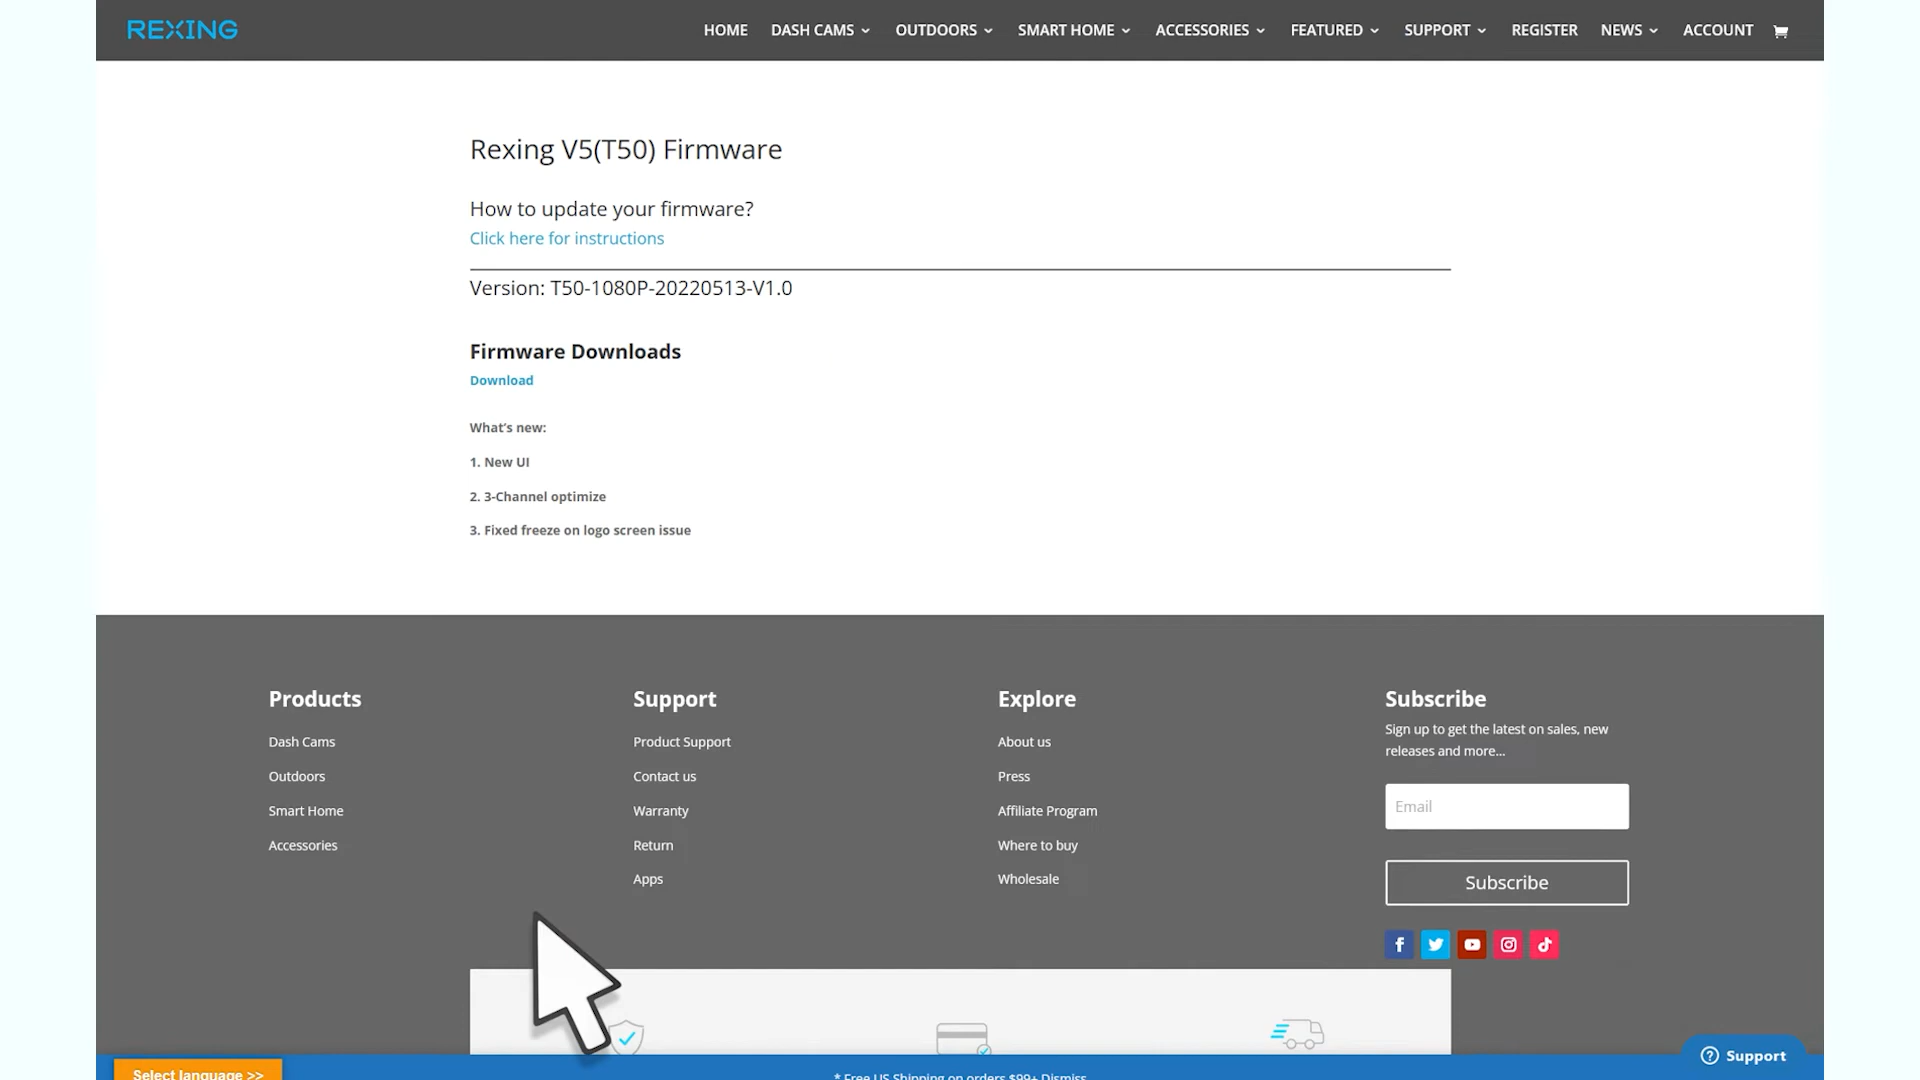 REXING
HOME DASH CAMS OUTDOORS SMART HOME ACCESSORIES FEATURED SUPPORT REGISTER NEWS ACCOUNT
Rexing V5(T50) Firmware
How to update your firmware?
Click here for instructions
Version: T50-1080P-20220513-V1.0
Firmware Downloads
Download
What's new:
1. New UI
2. 3-Channel optimize
3. Fixed freeze on logo screen issue
Products
Dash Cams
Outdoors
Smart Home
Accessories
Support
Product Support
Contact us
Warranty
Return
Apps
Explore
About us
Press
Affiliate Program
Where to buy
Wholesale
Subscribe
Sign up to get the latest on sales, new
releases and more...
Email
Subscribe
Support
Select language >>
* Free US Shipping on orders $99+ Dismiss